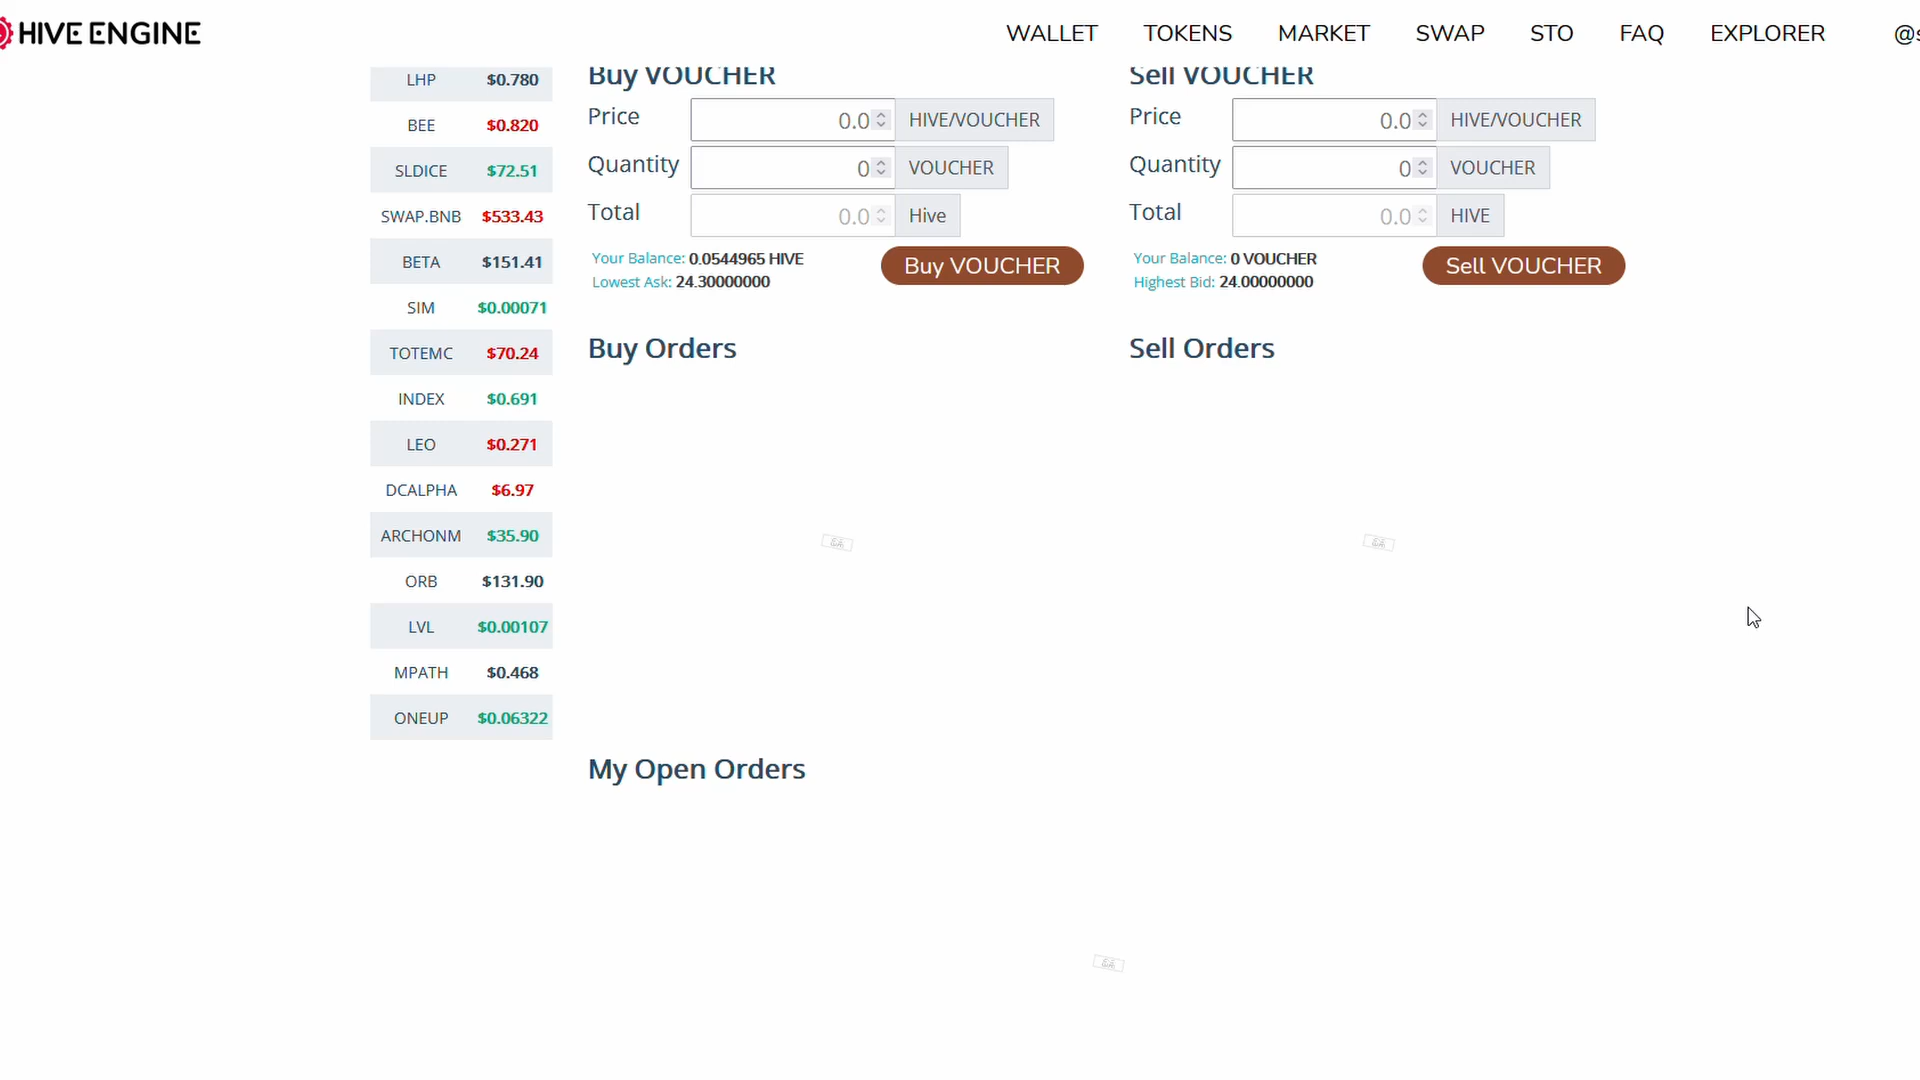 HIVE ENGINE
WALLET TOKENS MARKET SWAP STO FAQ EXPLORER
LHP $0.780
BEE $0.820
SLDICE $72.51
SWAP.BNB $533.43
BETA $151.41
SIM $0.00071
TOTEMC $70.24
INDEX $0.691
LEO $0.271
DCALPHA $6.97
ARCHONM $35.90
ORB $131.90
LVL $0.00107
MPATH $0.468
ONEUP $0.06322
Buy VOUCHER
Price 0.0 HIVE/VOUCHER
Quantity 0 VOUCHER
Total 0.0 Hive
Your Balance: 0.0544965 HIVE
Lowest Ask: 24.30000000
Buy VOUCHER
Sell VOUCHER
Price 0.0 HIVE/VOUCHER
Quantity 0 VOUCHER
Total 0.0 HIVE
Your Balance: 0 VOUCHER
Highest Bid: 24.00000000
Sell VOUCHER
Buy Orders
Sell Orders
My Open Orders